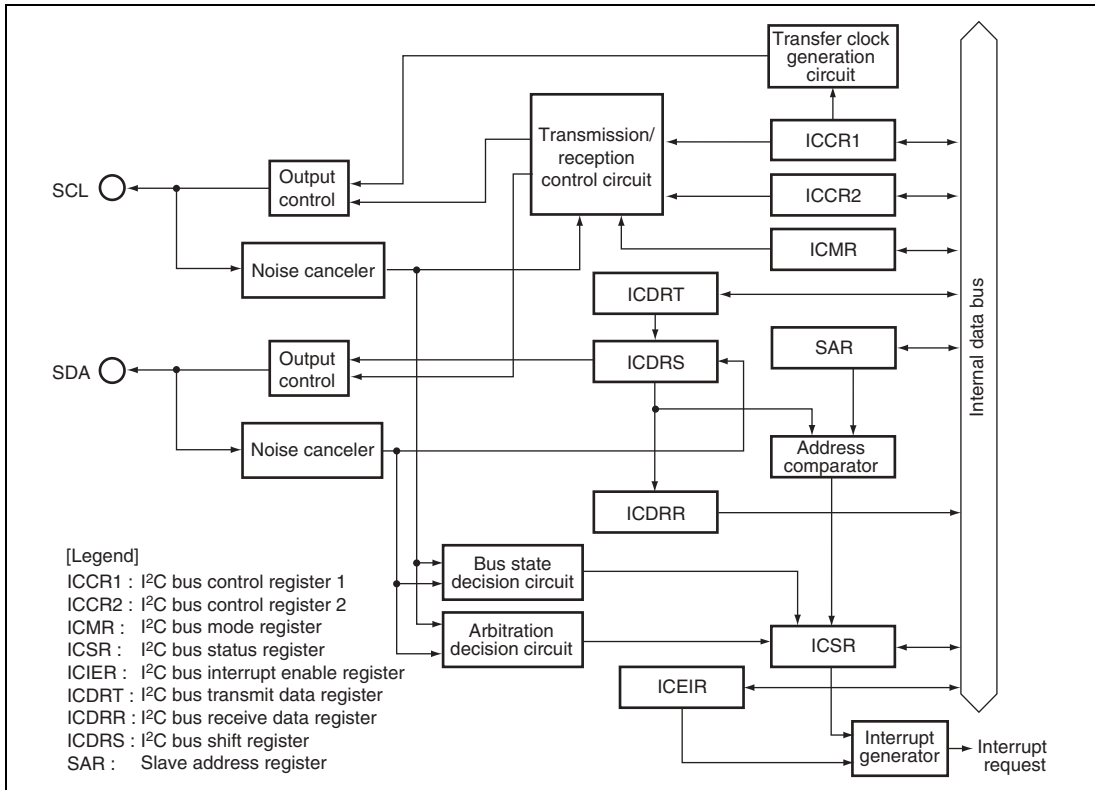 Transfer clock
generation
circuit
Transmission/
reception
control circuit
ICCR1
SCL
Output
control
ICCR2
Noise canceler
ICMR
ICDRT
Internal data bus
SDA
Output
control
ICDRS
SAR
Noise canceler
Address
comparator
ICDRR
[Legend]
ICCR1 : I²C bus control register 1
ICCR2 : I²C bus control register 2
ICMR : I²C bus mode register
ICSR : I²C bus status register
ICIER : I²C bus interrupt enable register
ICDRT : I²C bus transmit data register
ICDRR : I²C bus receive data register
ICDRS : I²C bus shift register
SAR : Slave address register
Bus state
decision circuit
Arbitration
decision circuit
ICSR
ICEIR
Interrupt
generator
Interrupt
request